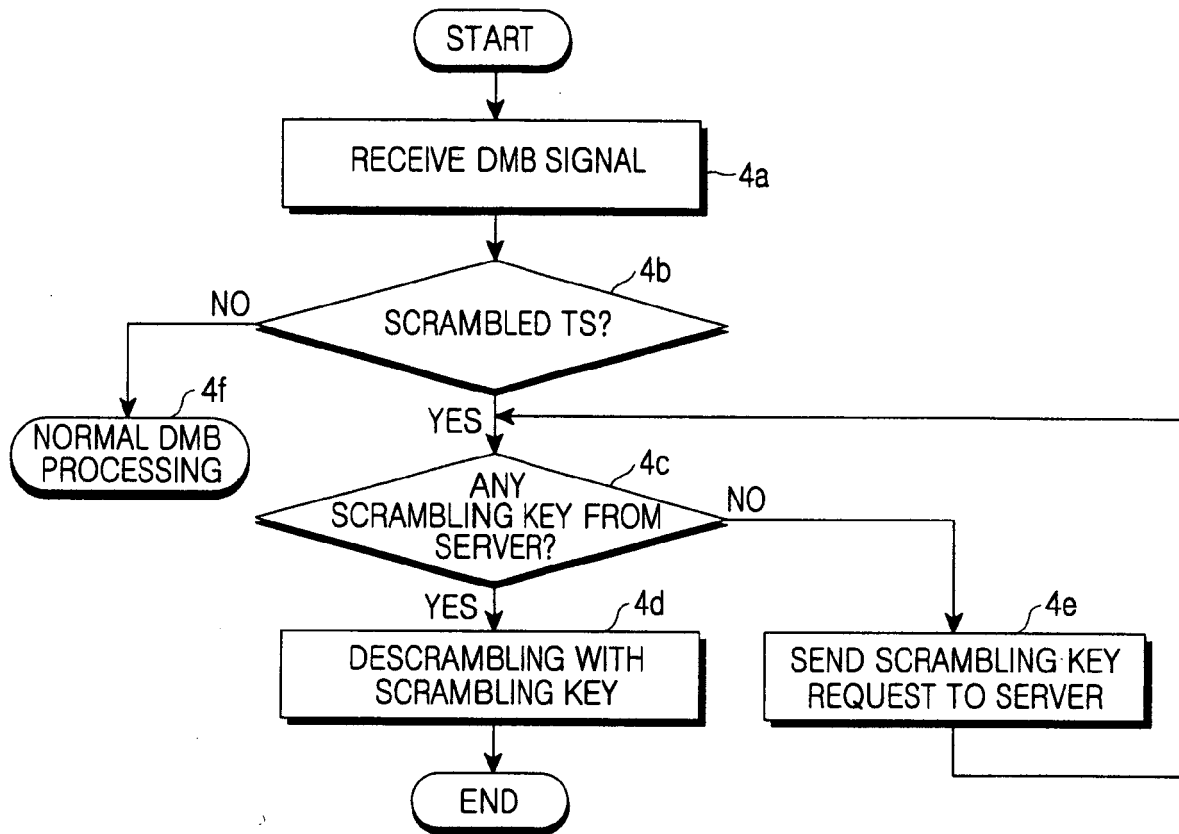 START
RECEIVE DMB SIGNAL
4a
4b
NO
SCRAMBLED TS?
4f
YES
NORMAL DMB
PROCESSING
4c
ANY
SCRAMBLING KEY FROM
SERVER?
NO
YES
4d
4e
DESCRAMBLING WITH
SCRAMBLING KEY
SEND SCRAMBLING KEY
REQUEST TO SERVER
END